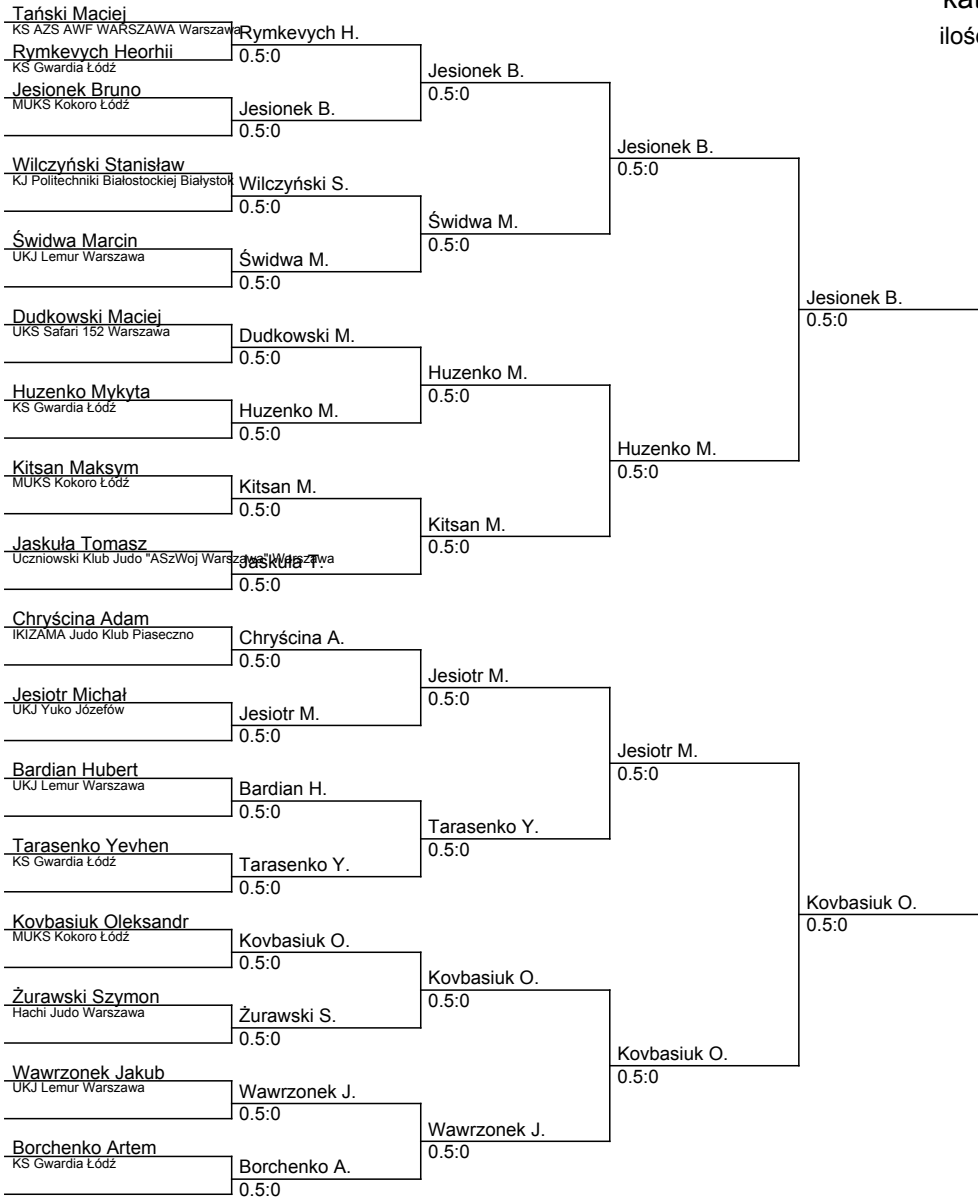 Tański Maciej
KS AZS AWF WARSZAWA Warszawa
Rymkevych Heorhii
KS Gwardia Łódź
Jesionek Bruno
MUKS Kokoro Łódź
Wilczyński Stanisław
KJ Politechniki Białostockiej Białystok
Świdwa Marcin
UKJ Lemur Warszawa
Dudkowski Maciej
UKS Safari 152 Warszawa
Huzenko Mykyta
KS Gwardia Łódź
Kitsan Maksym
MUKS Kokoro Łódź
Jaskuła Tomasz
Uczniowski Klub Judo "ASzWoj Warszawa" Warszawa
Chryścina Adam
IKIZAMA Judo Klub Piaseczno
Jesiotr Michał
UKJ Yuko Józefów
Bardian Hubert
UKJ Lemur Warszawa
Tarasenko Yevhen
KS Gwardia Łódź
Kovbasiuk Oleksandr
MUKS Kokoro Łódź
Żurawski Szymon
Hachi Judo Warszawa
Wawrzonek Jakub
UKJ Lemur Warszawa
Borchenko Artem
KS Gwardia Łódź
Rymkevych H.
0.5:0
Jesionek B.
0.5:0
Wilczyński S.
0.5:0
Świdwa M.
0.5:0
Dudkowski M.
0.5:0
Huzenko M.
0.5:0
Kitsan M.
0.5:0
Jaskuła T.
0.5:0
Chryścina A.
0.5:0
Jesiotr M.
0.5:0
Bardian H.
0.5:0
Tarasenko Y.
0.5:0
Kovbasiuk O.
0.5:0
Żurawski S.
0.5:0
Wawrzonek J.
0.5:0
Borchenko A.
0.5:0
Jesionek B.
0.5:0
Świdwa M.
0.5:0
Huzenko M.
0.5:0
Kitsan M.
0.5:0
Jesiotr M.
0.5:0
Tarasenko Y.
0.5:0
Kovbasiuk O.
0.5:0
Wawrzonek J.
0.5:0
Jesionek B.
0.5:0
Huzenko M.
0.5:0
Jesiotr M.
0.5:0
Kovbasiuk O.
0.5:0
Jesionek B.
0.5:0
Kovbasiuk O.
0.5:0